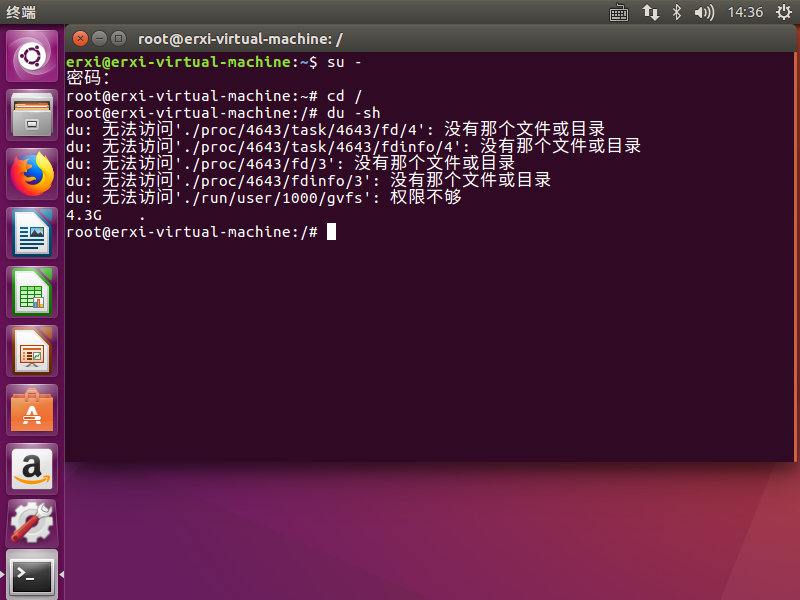 终端
14:36
root@erxi-virtual-machine: /
erxi@erxi-virtual-machine:~$ su -
密码：
root@erxi-virtual-machine:~# cd /
root@erxi-virtual-machine:/# du -sh
du: 无法访问'./proc/4643/task/4643/fd/4': 没有那个文件或目录
du: 无法访问'./proc/4643/task/4643/fdinfo/4': 没有那个文件或目录
du: 无法访问'./proc/4643/fd/3': 没有那个文件或目录
du: 无法访问'./proc/4643/fdinfo/3': 没有那个文件或目录
du: 无法访问'./run/user/1000/gvfs': 权限不够
4.3G    .
root@erxi-virtual-machine:/#